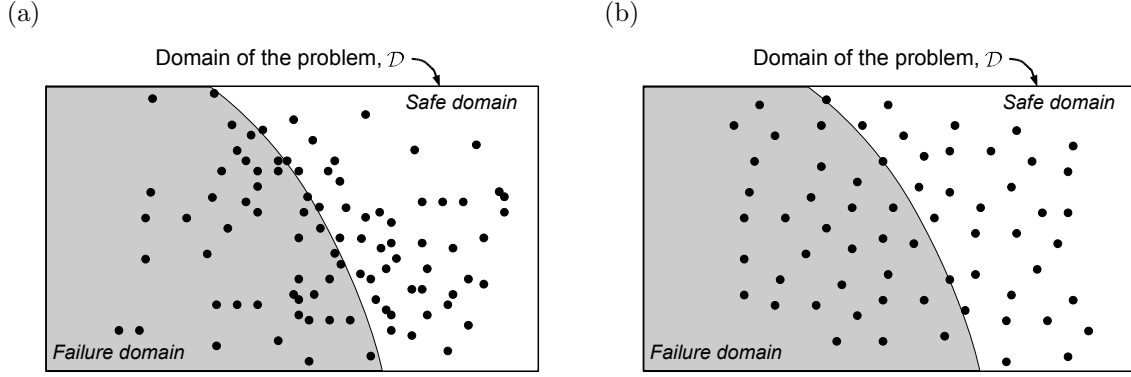 (a)
Domain of the problem, 𝒟
Safe domain
Failure domain
(b)
Domain of the problem, 𝒟
Safe domain
Failure domain